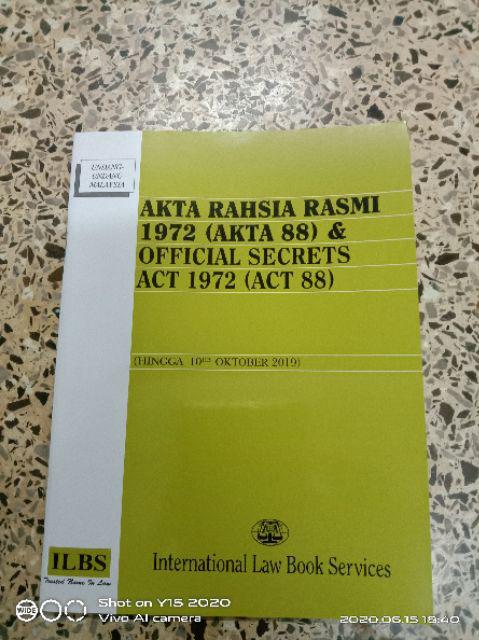 UNDANG-
UNDANG
MALAYSIA
AKTA RAHSIA RASMI
1972 (AKTA 88) &
OFFICIAL SECRETS
ACT 1972 (ACT 88)
(HINGGA 10HB OKTOBER 2019)
ILBS
Trusted Name In Law
International Law Book Services
WIDE
Shot on Y15 2020
Vivo AI camera
2020.06.15 18:40